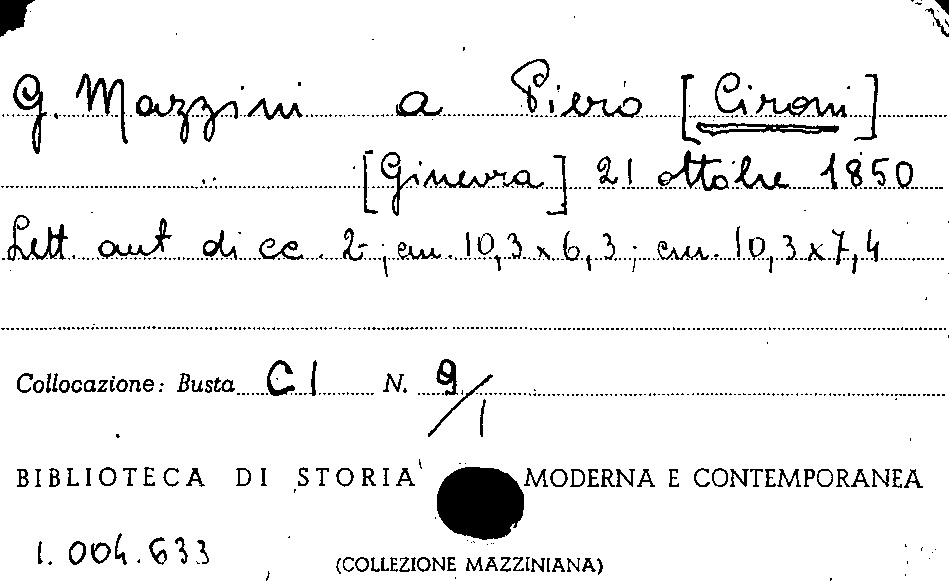 G. Mazzini a Piero [Cironi]
[Ginevra] 21 ottobre 1850
Lett. aut di cc. 2; cm. 10,3 x 6,3; cm. 10,3 x 7,4
Collocazione: Busta CI N. 9/1
BIBLIOTECA DI STORIA MODERNA E CONTEMPORANEA
1.004.633
(COLLEZIONE MAZZINIANA)